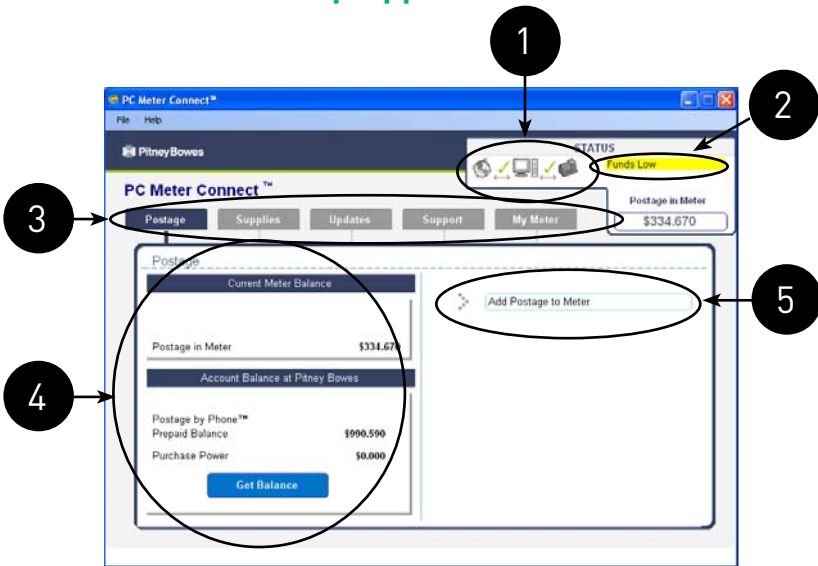 1
PC Meter Connect™
2
File Help
STATUS
Pitney Bowes
Funds Low
PC Meter Connect ™
Postage in Meter
3
Postage Supplies Updates Support My Meter
$334.670
Postage
Current Meter Balance
Add Postage to Meter
5
Postage in Meter $334.670
Account Balance at Pitney Bowes
4
Postage by Phone™
Prepaid Balance $990.590
Purchase Power $0.000
Get Balance